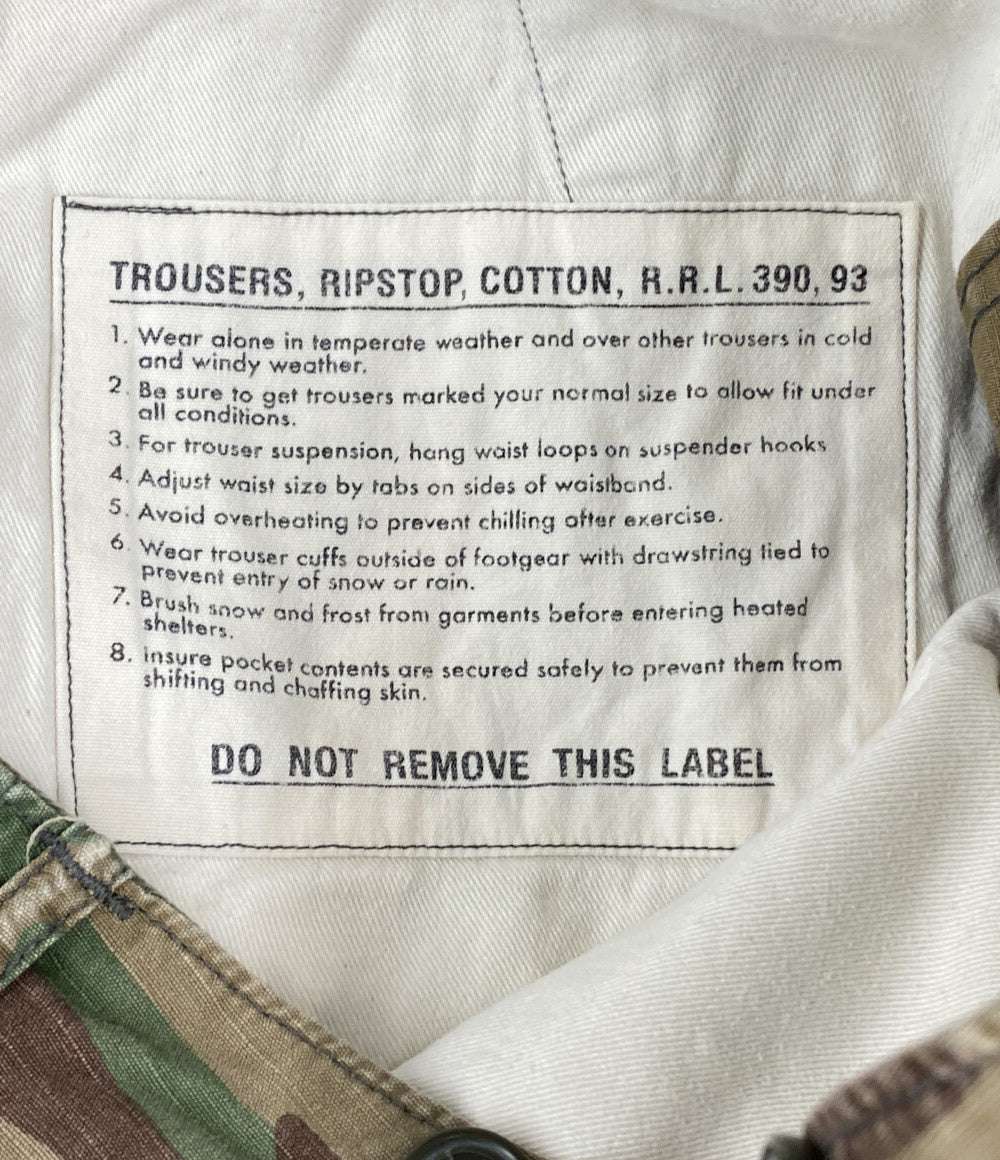 TROUSERS, RIPSTOP, COTTON, R.R.L. 390, 93
1. Wear alone in temperate weather and over other trousers in cold
and windy weather.
2. Be sure to get trousers marked your normal size to allow fit under
all conditions.
3. For trouser suspension, hang waist loops on suspender hooks
4. Adjust waist size by tabs on sides of waistband.
5. Avoid overheating to prevent chilling after exercise.
6. Wear trouser cuffs outside of footgear with drawstring tied to
prevent entry of snow or rain.
7. Brush snow and frost from garments before entering heated
shelters.
8. Insure pocket contents are secured safely to prevent them from
shifting and chaffing skin.
DO NOT REMOVE THIS LABEL